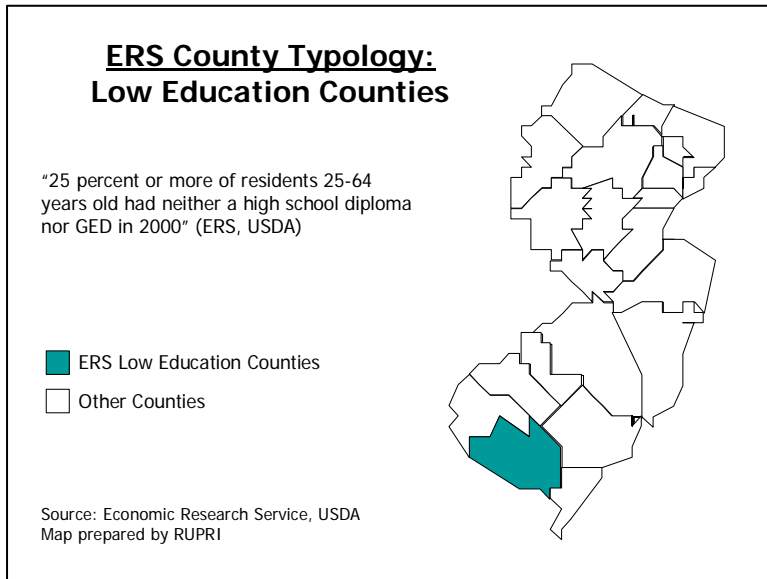 ERS County Typology:
Low Education Counties
"25 percent or more of residents 25-64
years old had neither a high school diploma
nor GED in 2000" (ERS, USDA)
ERS Low Education Counties
Other Counties
Source: Economic Research Service, USDA
Map prepared by RUPRI